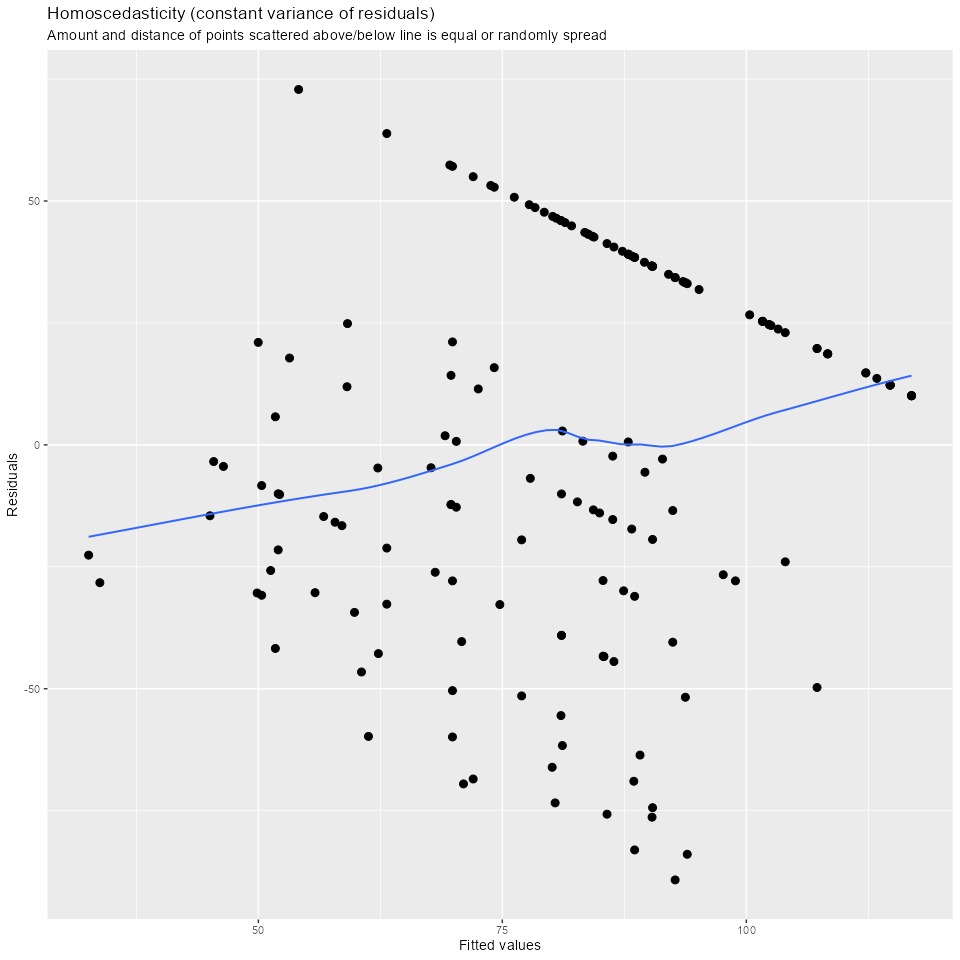 Homoscedasticity (constant variance of residuals)
Amount and distance of points scattered above/below line is equal or randomly spread
50
0
-50
Residuals
50
75
100
Fitted values